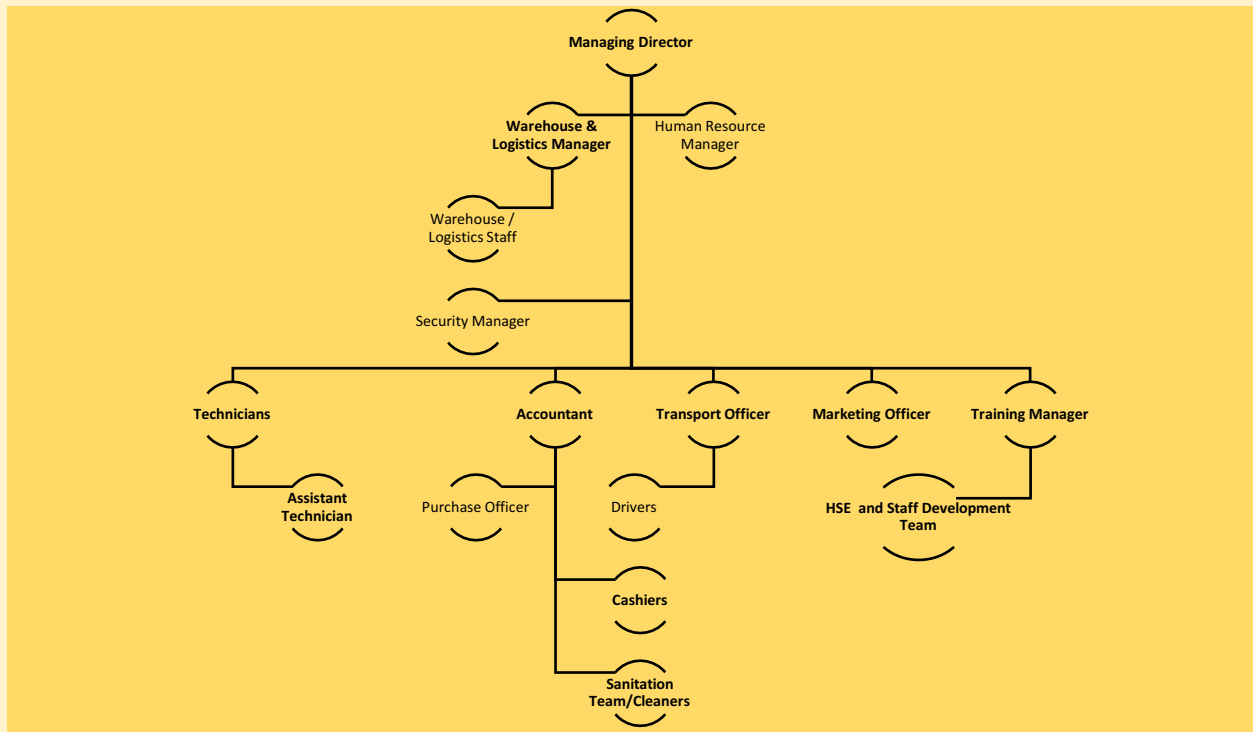 Managing Director
Warehouse &
Logistics Manager
Human Resource
Manager
Warehouse /
Logistics Staff
Security Manager
Technicians
Accountant
Transport Officer
Marketing Officer
Training Manager
Assistant
Technician
Purchase Officer
Drivers
HSE and Staff Development
Team
Cashiers
Sanitation
Team/Cleaners